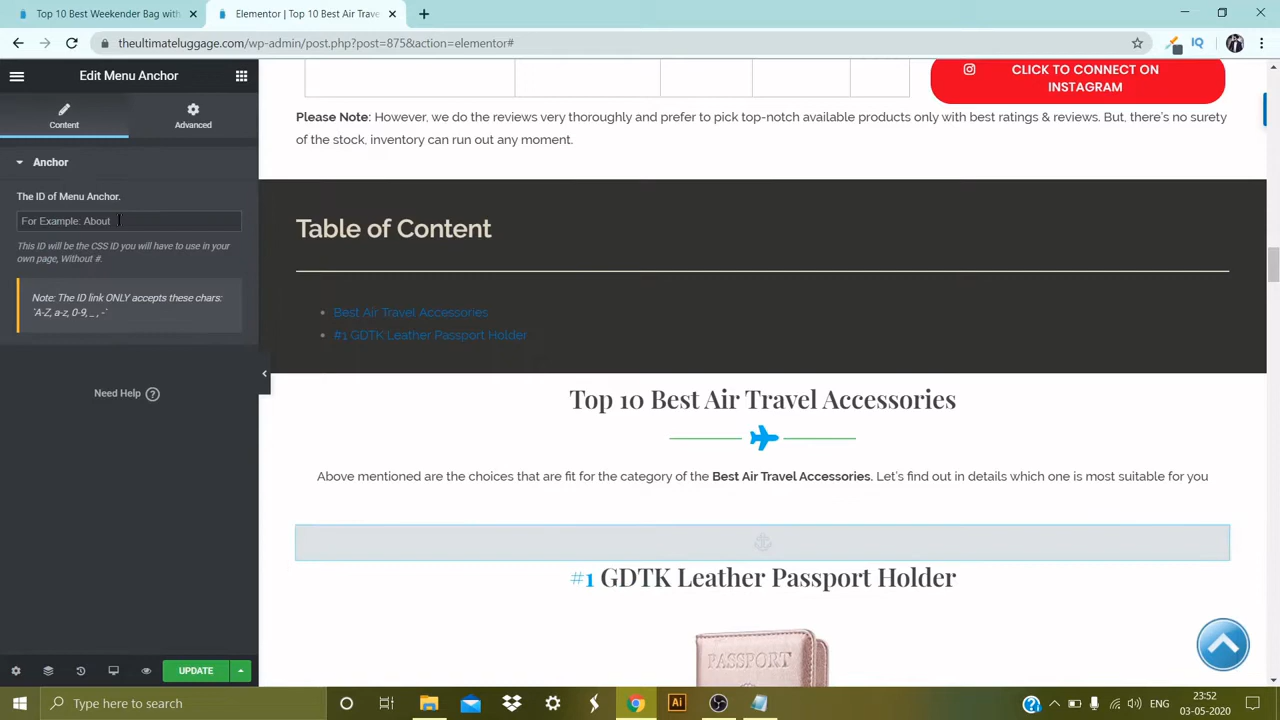 Top 10 Best Weekender Bag with
Elementor | Top 10 Best Air Trave
theultimateluggage.com/wp-admin/post.php?post=875&action=elementor#
IQ
Edit Menu Anchor
Content
Advanced
Anchor
The ID of Menu Anchor.
For Example: About
This ID will be the CSS ID you will have to use in your
own page, Without #.
Note: The ID link ONLY accepts these chars:
`A-Z, a-z, 0-9, _ , -`
Need Help
UPDATE
CLICK TO CONNECT ON
INSTAGRAM
Please Note: However, we do the reviews very thoroughly and prefer to pick top-notch available products only with best ratings & reviews. But, there's no surety
of the stock, inventory can run out any moment.
Table of Content
Best Air Travel Accessories
#1 GDTK Leather Passport Holder
Top 10 Best Air Travel Accessories
Above mentioned are the choices that are fit for the category of the Best Air Travel Accessories. Let's find out in details which one is most suitable for you
#1 GDTK Leather Passport Holder
PASSPORT
Type here to search
Ai
ENG
23:52
03-05-2020